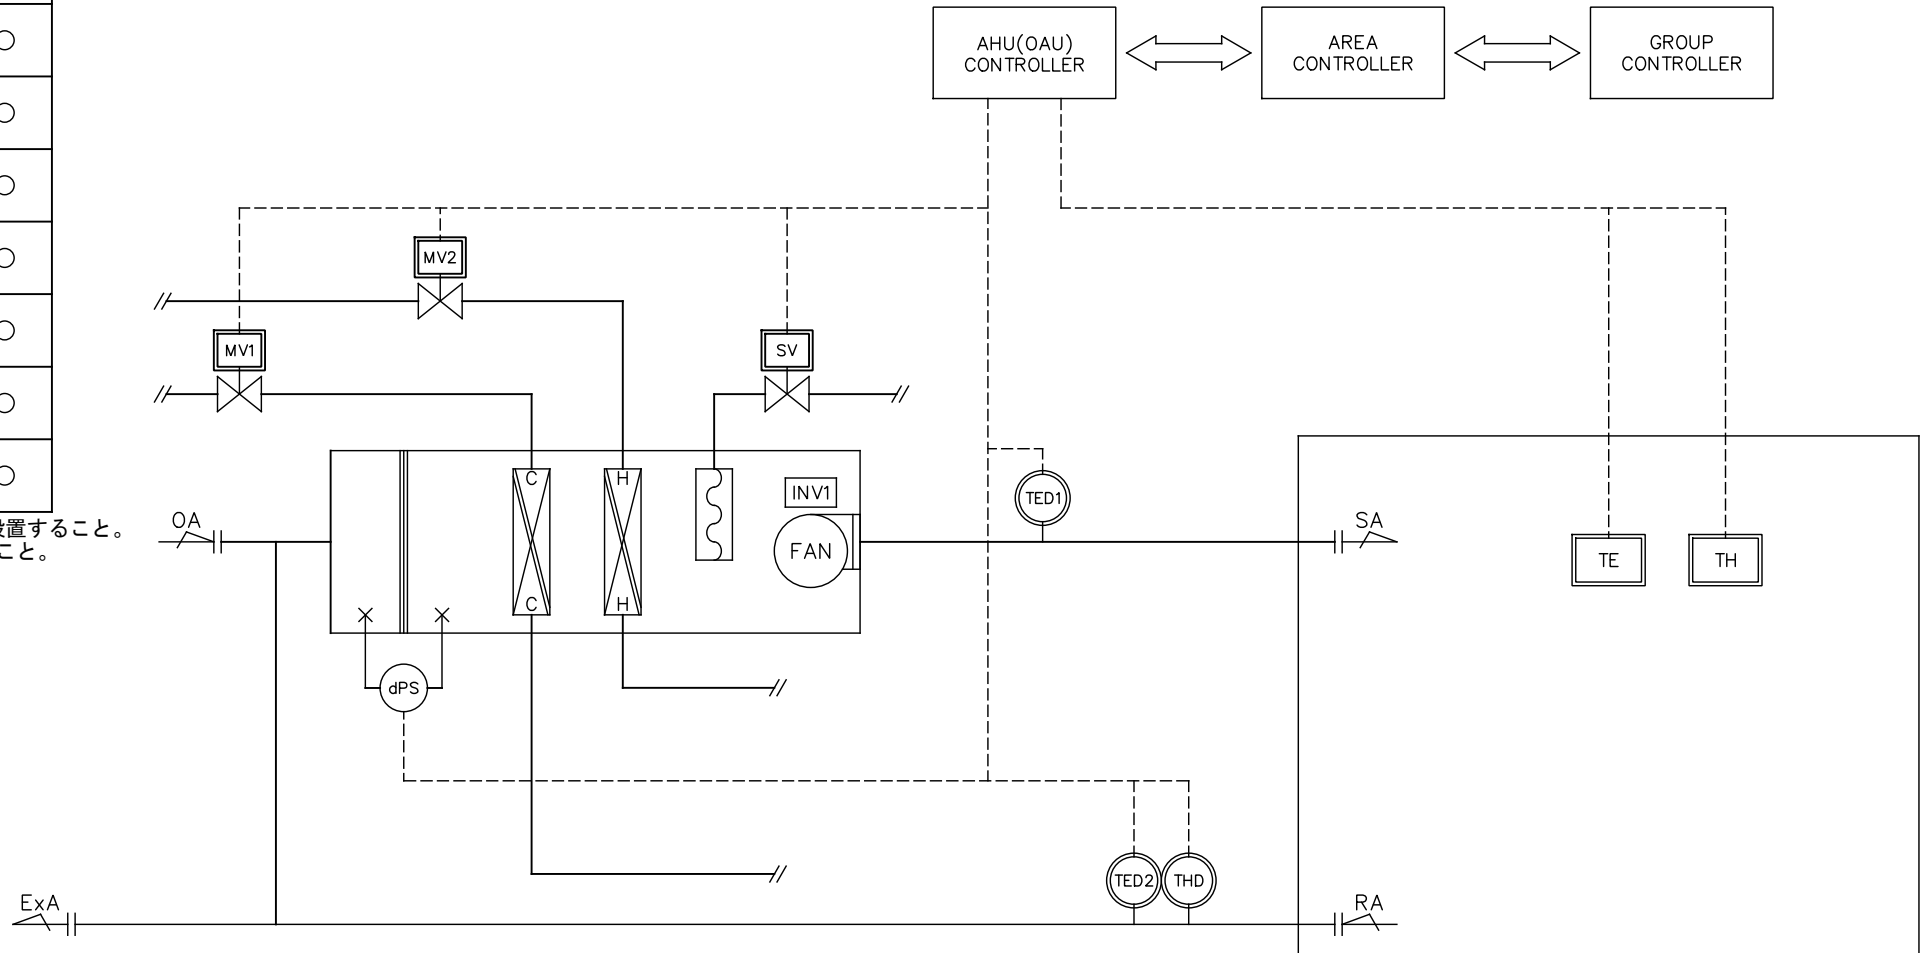 AHU(OAU)
CONTROLLER
AREA
CONTROLLER
GROUP
CONTROLLER
MV2
MV1
SV
C
H
INV1
TED1
置すること。
こと。
OA
FAN
SA
TE
TH
C
H
dPS
TED2
THD
ExA
RA